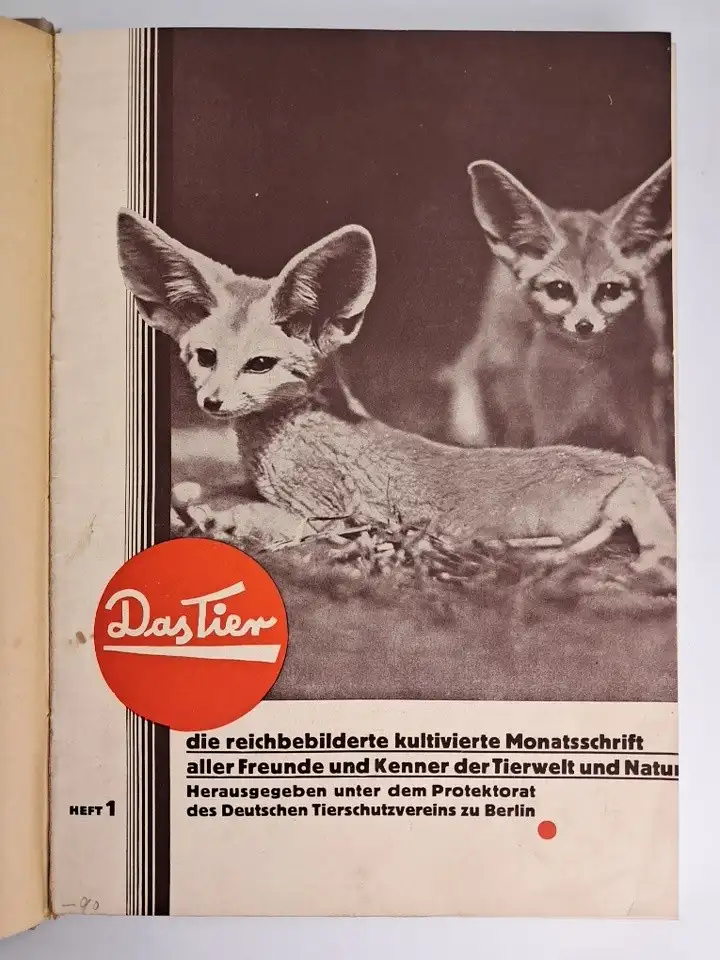 Das Tier
die reichbebilderte kultivierte Monatsschrift
aller Freunde und Kenner der Tierwelt und Natur
Herausgegeben unter dem Protektorat
des Deutschen Tierschutzvereins zu Berlin
HEFT 1
-90